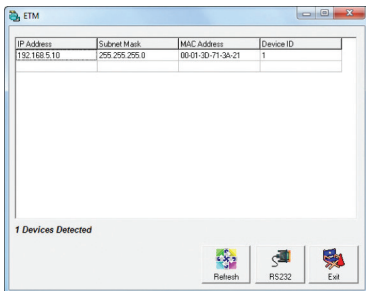 ETM
IP Address Subnet Mask MAC Address Device ID
192.168.5.10 255.255.255.0 00-01-3D-71-3A-21 1
1 Devices Detected
Refresh RS232 Exit